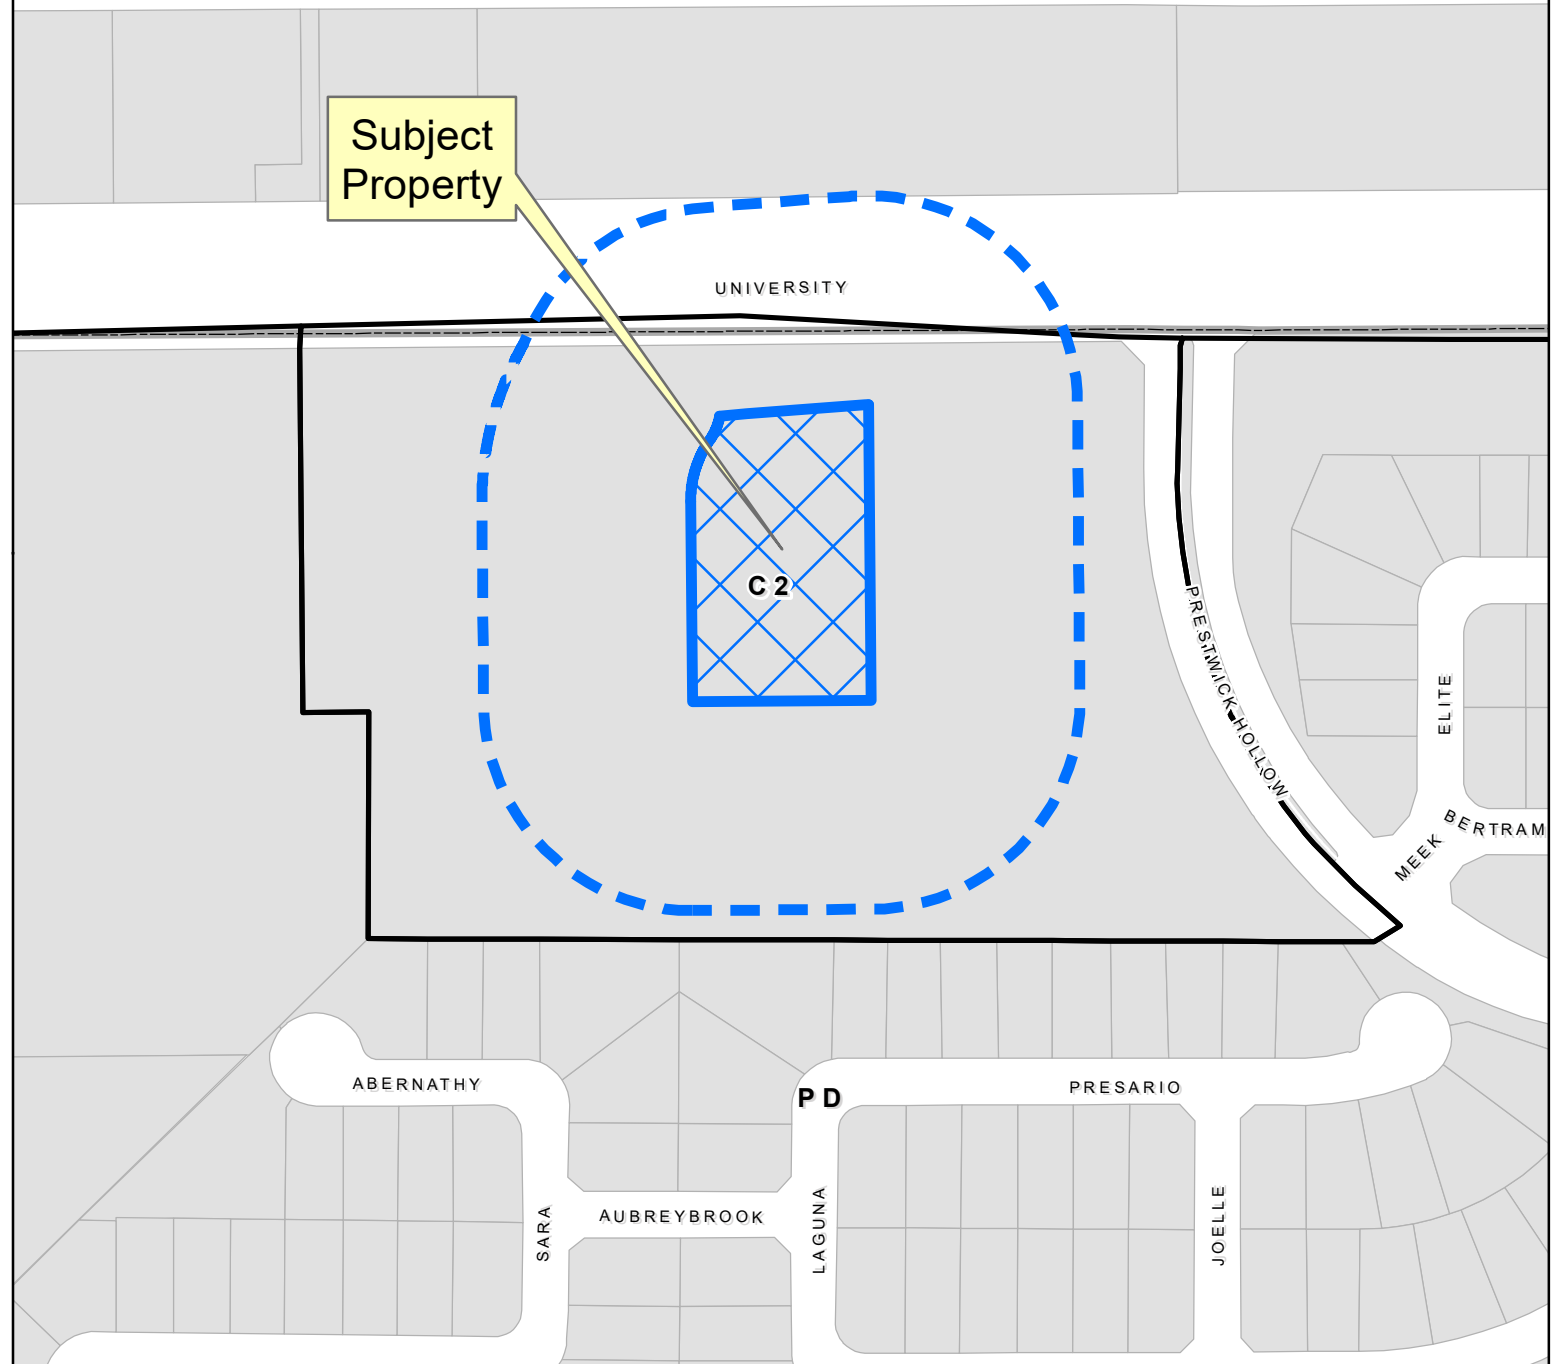 Subject
Property
UNIVERSITY
C 2
PRESTWICK HOLLOW
ELITE
BERTRAM
MEEK
ABERNATHY
PRESARIO
P D
SARA
AUBREYBROOK
LAGUNA
JOELLE